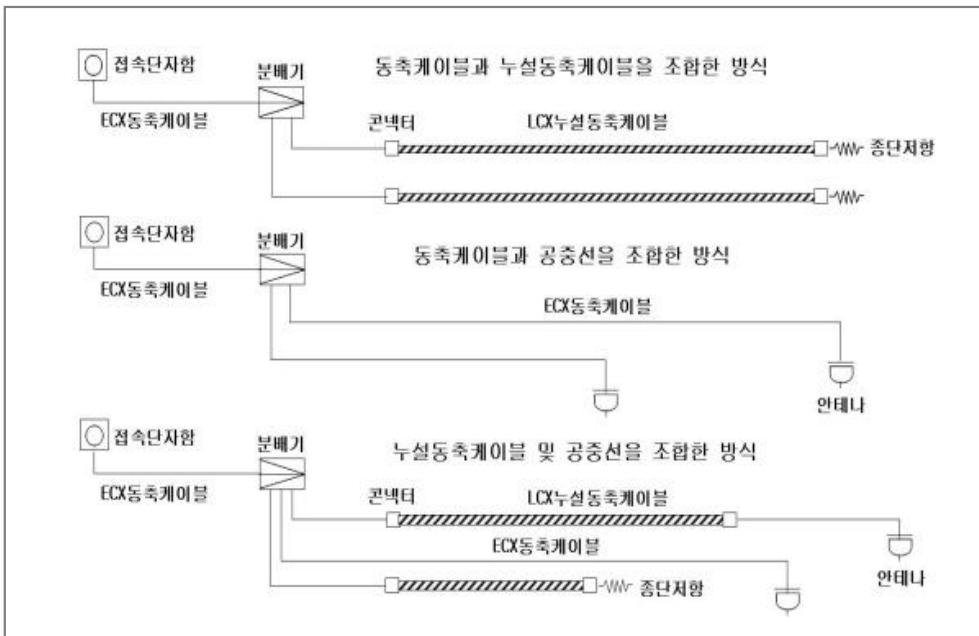 접속단자함
분배기
동축케이블과 누설동축케이블을 조합한 방식
ECX동축케이블
콘넥터
LCX누설동축케이블
종단저항
접속단자함
분배기
동축케이블과 공중선을 조합한 방식
ECX동축케이블
ECX동축케이블
안테나
접속단자함
분배기
누설동축케이블 및 공중선을 조합한 방식
ECX동축케이블
콘넥터
LCX누설동축케이블
ECX동축케이블
안테나
종단저항